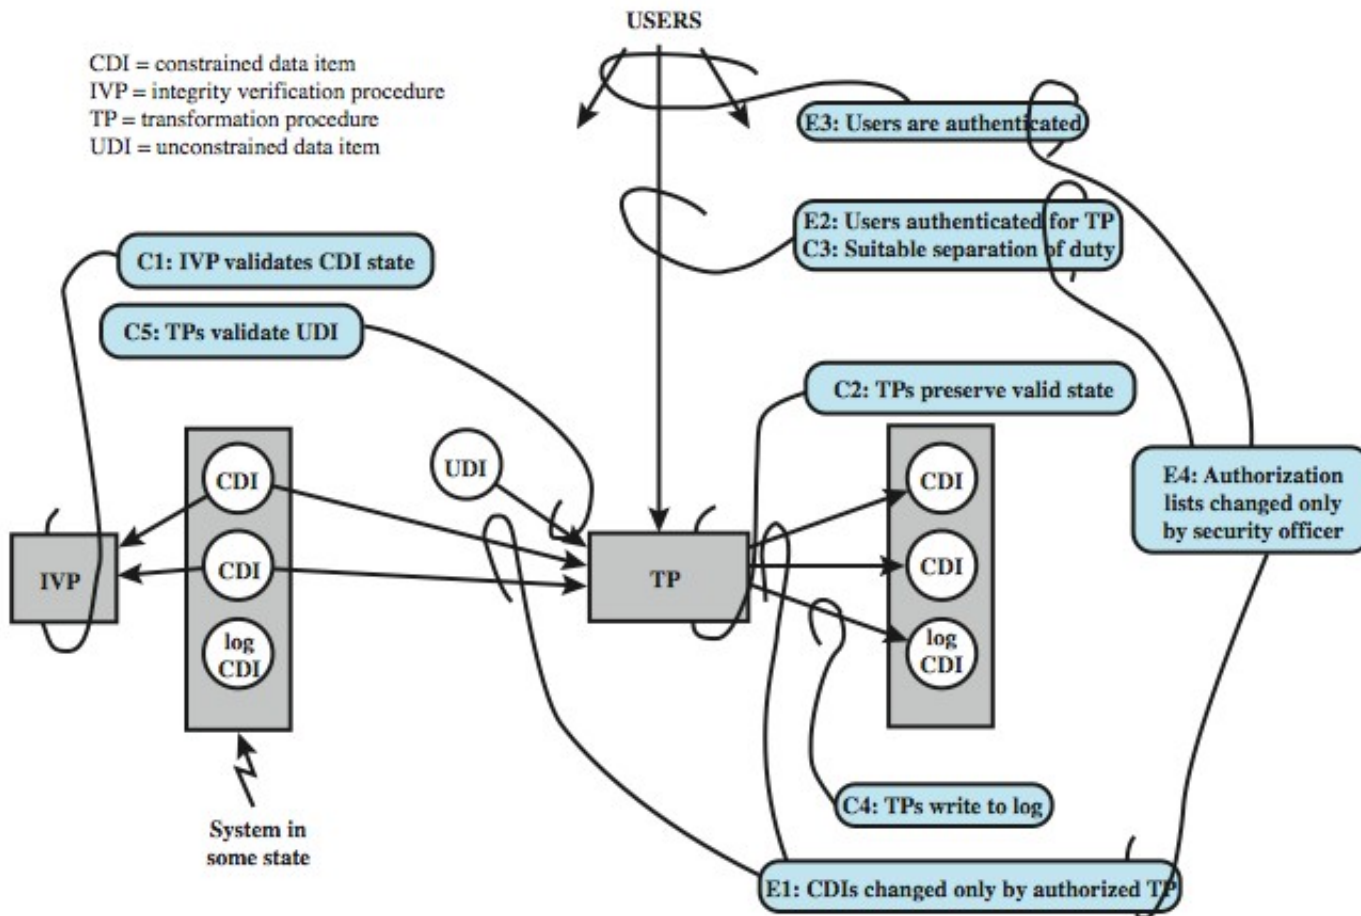 USERS
CDI = constrained data item
IVP = integrity verification procedure
TP = transformation procedure
UDI = unconstrained data item
E3: Users are authenticated
E2: Users authenticated for TP
C3: Suitable separation of duty
C1: IVP validates CDI state
C5: TPs validate UDI
C2: TPs preserve valid state
CDI
UDI
CDI
E4: Authorization
lists changed only
by security officer
IVP
CDI
TP
CDI
log
CDI
log
CDI
C4: TPs write to log
System in
some state
E1: CDIs changed only by authorized TP